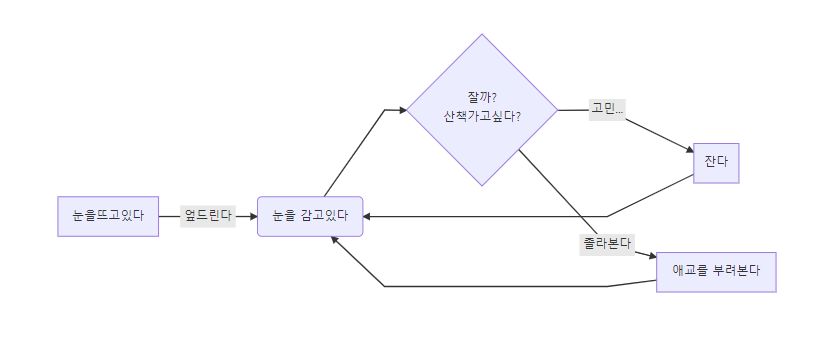 잘까?
산책가고싶다?
고민...
잔다
눈을뜨고있다
엎드린다
눈을 감고있다
졸라본다
애교를 부려본다